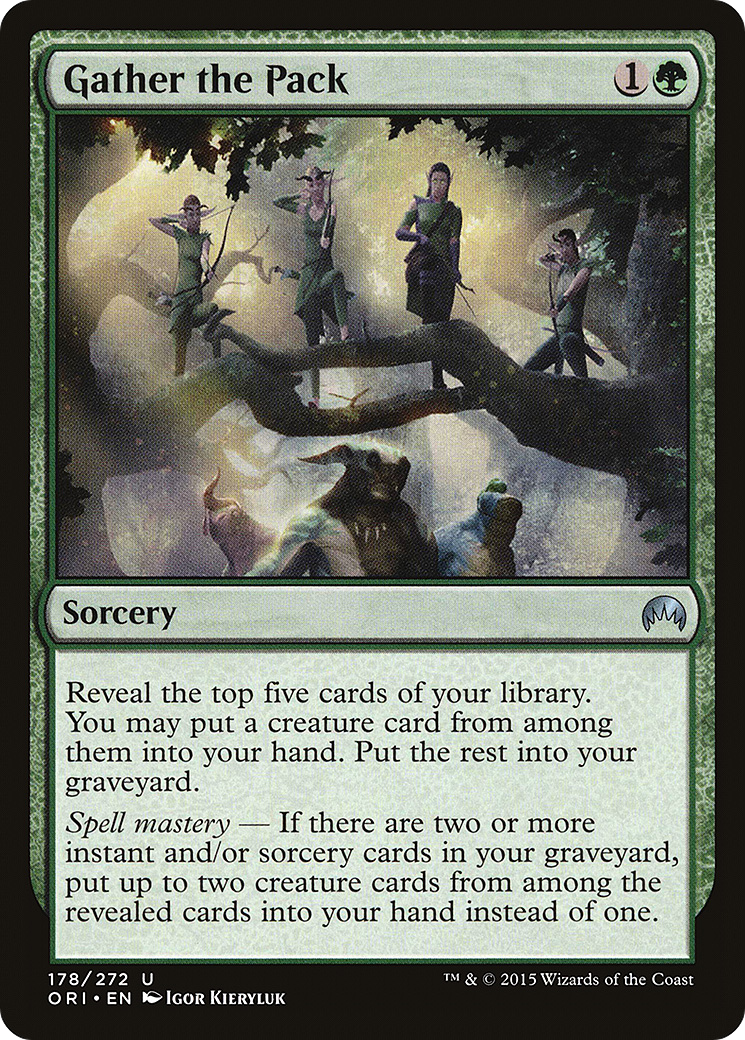 Gather the Pack 1
Sorcery
Reveal the top five cards of your library.
You may put a creature card from among
them into your hand. Put the rest into your
graveyard.
Spell mastery — If there are two or more
instant and/or sorcery cards in your graveyard,
put up to two creature cards from among the
revealed cards into your hand instead of one.
178/272 U
ORI • EN Igor Kieryluk
™ & © 2015 Wizards of the Coast